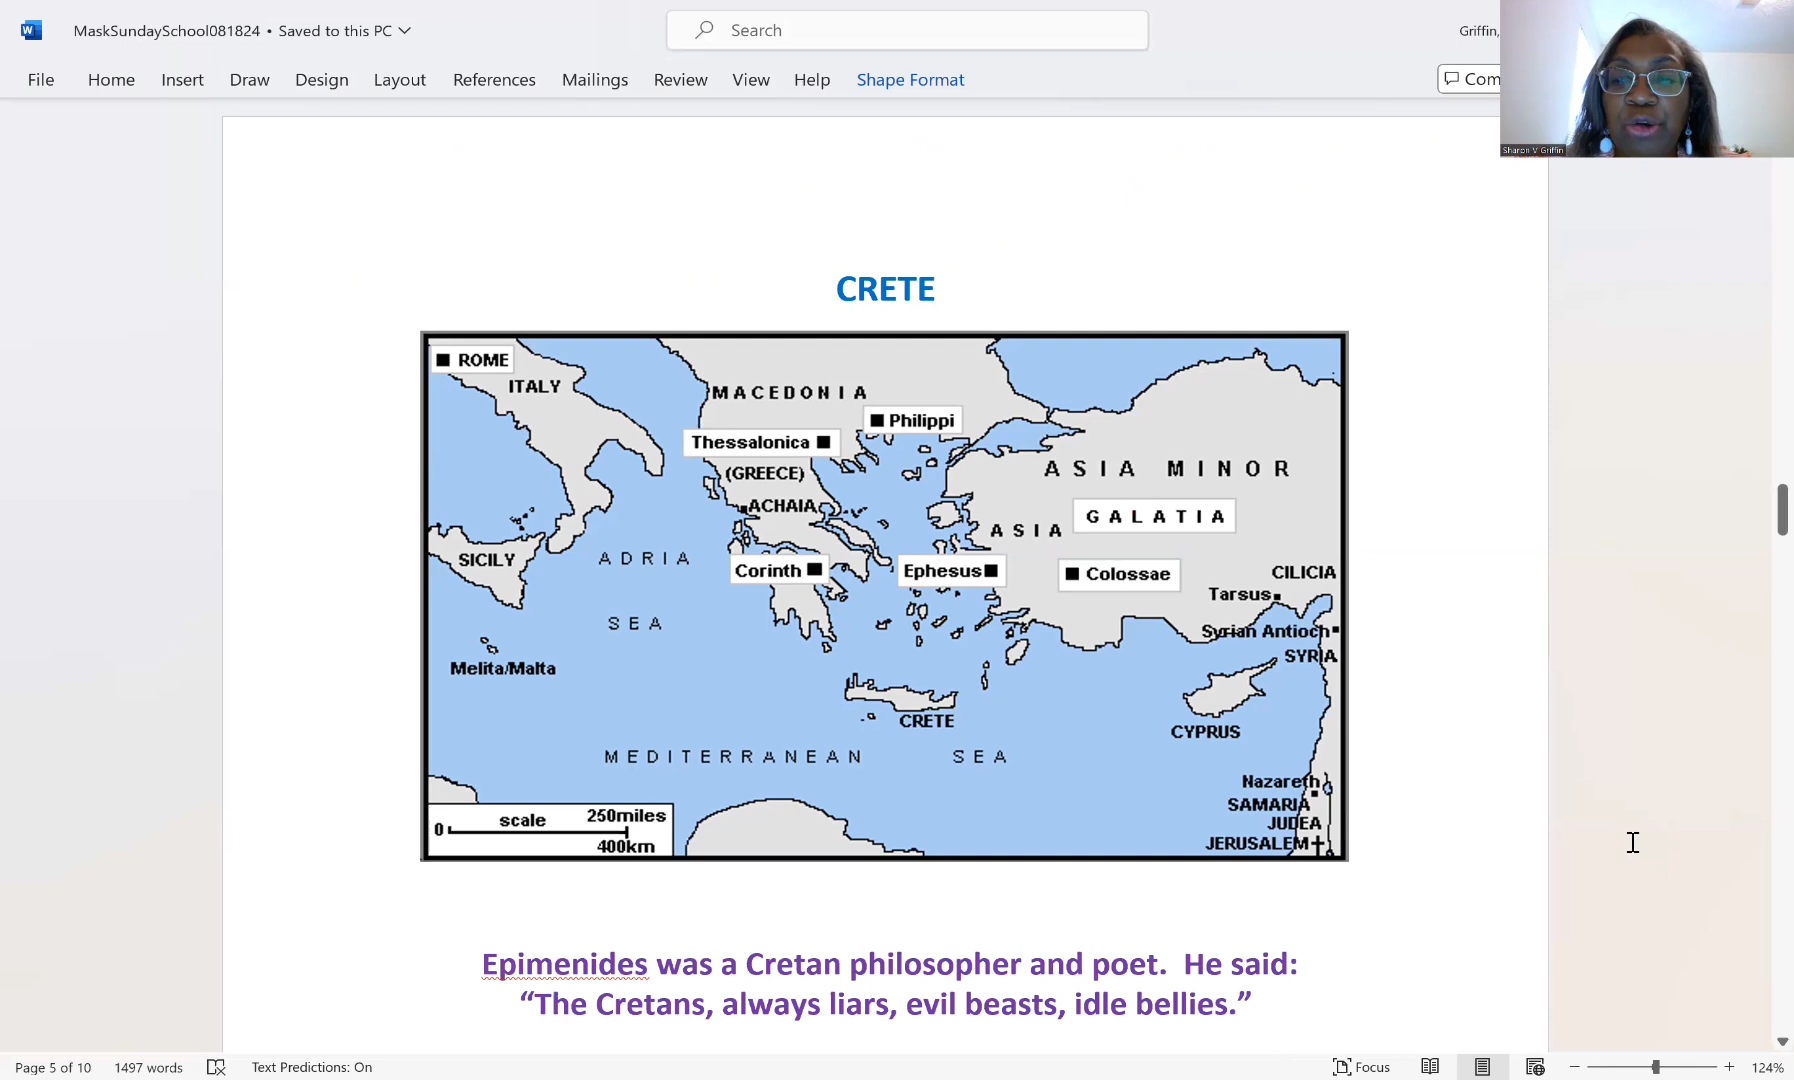 MaskSundaySchool081824 • Saved to this PC
Search
Griffin,
File Home Insert Draw Design Layout References Mailings Review View Help Shape Format
Com
Sharon V Griffin
CRETE
ROME
ITALY
MACEDONIA
Philippi
Thessalonica
(GREECE)
ASIA MINOR
ACHAIA
GALATIA
ASIA
SICILY
ADRIA
Corinth
Ephesus
Colossae
CILICIA
Tarsus
SEA
Syrian Antioch
SYRIA
Melita/Malta
CRETE
CYPRUS
MEDITERRANEAN SEA
Nazareth
SAMARIA
JUDEA
JERUSALEM
scale 250miles
0
400km
Epimenides was a Cretan philosopher and poet. He said:
“The Cretans, always liars, evil beasts, idle bellies.”
Page 5 of 10 1497 words Text Predictions: On Focus 124%